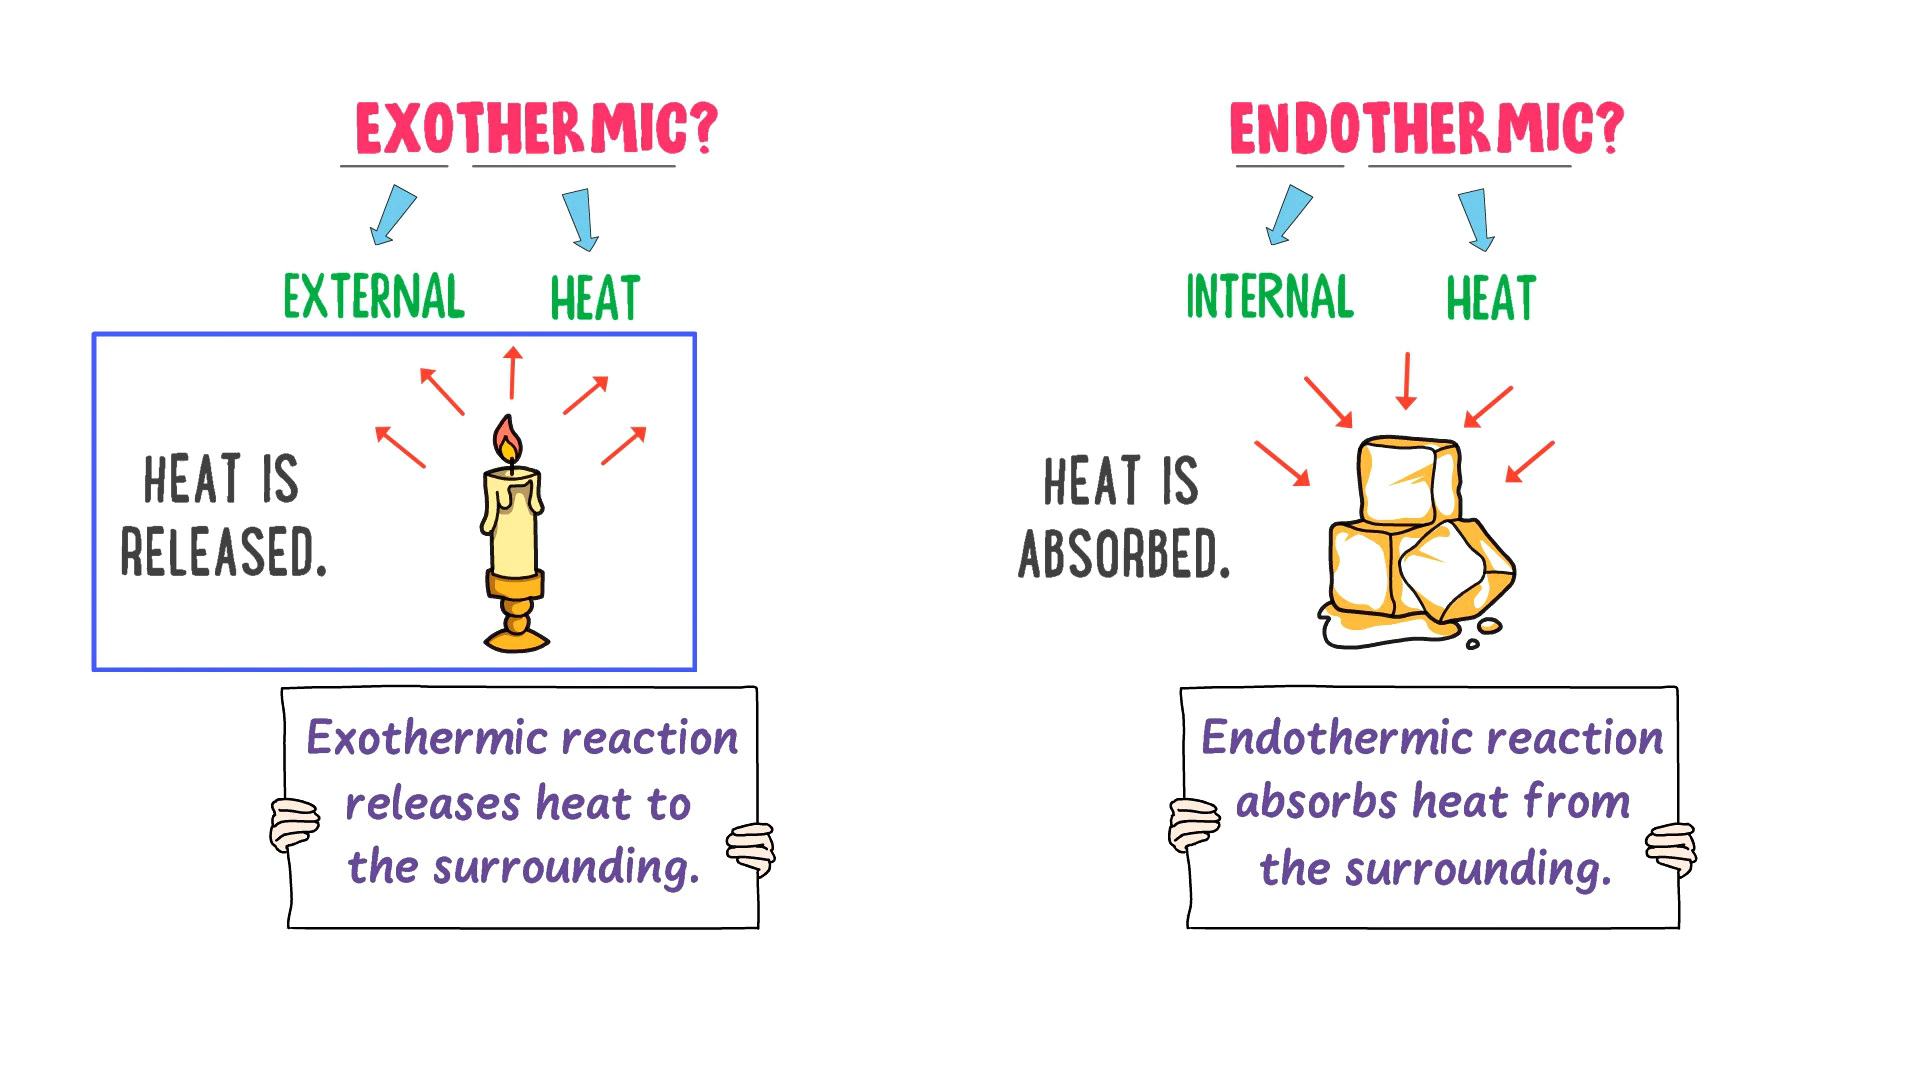 EXOTHERMIC?
EXTERNAL HEAT
HEAT IS
RELEASED.
Exothermic reaction
releases heat to
the surrounding.
ENDOTHERMIC?
INTERNAL HEAT
HEAT IS
ABSORBED.
Endothermic reaction
absorbs heat from
the surrounding.